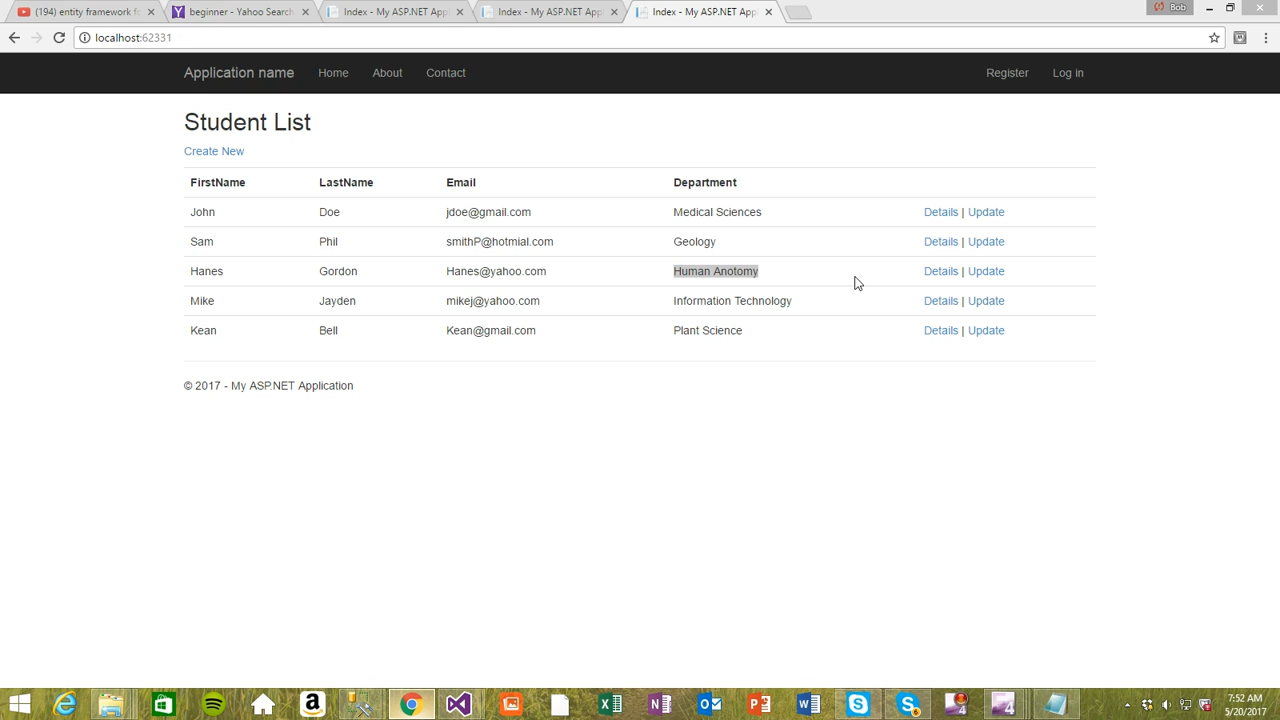 (194) entity framework fo
beginner - Yahoo Search
Index - My ASP.NET App
Index - My ASP.NET App
Index - My ASP.NET App
Bob
localhost:62331
Application name Home About Contact Register Log in
Student List
Create New
FirstName LastName Email Department
John Doe jdoe@gmail.com Medical Sciences Details | Update
Sam Phil smithP@hotmial.com Geology Details | Update
Hanes Gordon Hanes@yahoo.com Human Anotomy Details | Update
Mike Jayden mikej@yahoo.com Information Technology Details | Update
Kean Bell Kean@gmail.com Plant Science Details | Update
© 2017 - My ASP.NET Application
7:52 AM
5/20/2017